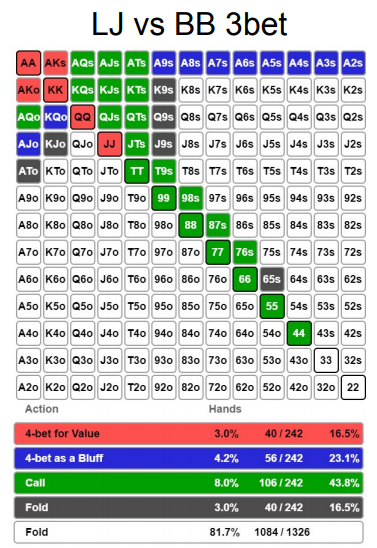 LJ vs BB 3bet
AA AKs AQs AJs ATs A9s A8s A7s A6s A5s A4s A3s A2s
AKo KK KQs KJs KTs K9s K8s K7s K6s K5s K4s K3s K2s
AQo KQo QQ QJs QTs Q9s Q8s Q7s Q6s Q5s Q4s Q3s Q2s
AJo KJo QJo JJ JTs J9s J8s J7s J6s J5s J4s J3s J2s
ATo KTo QTo JTo TT T9s T8s T7s T6s T5s T4s T3s T2s
A9o K9o Q9o J9o T9o 99 98s 97s 96s 95s 94s 93s 92s
A8o K8o Q8o J8o T8o 98o 88 87s 86s 85s 84s 83s 82s
A7o K7o Q7o J7o T7o 97o 87o 77 76s 75s 74s 73s 72s
A6o K6o Q6o J6o T6o 96o 86o 76o 66 65s 64s 63s 62s
A5o K5o Q5o J5o T5o 95o 85o 75o 65o 55 54s 53s 52s
A4o K4o Q4o J4o T4o 94o 84o 74o 64o 54o 44 43s 42s
A3o K3o Q3o J3o T3o 93o 83o 73o 63o 53o 43o 33 32s
A2o K2o Q2o J2o T2o 92o 82o 72o 62o 52o 42o 32o 22
Action Hands
4-bet for Value 3.0% 40 / 242 16.5%
4-bet as a Bluff 4.2% 56 / 242 23.1%
Call 8.0% 106 / 242 43.8%
Fold 3.0% 40 / 242 16.5%
Fold 81.7% 1084 / 1326